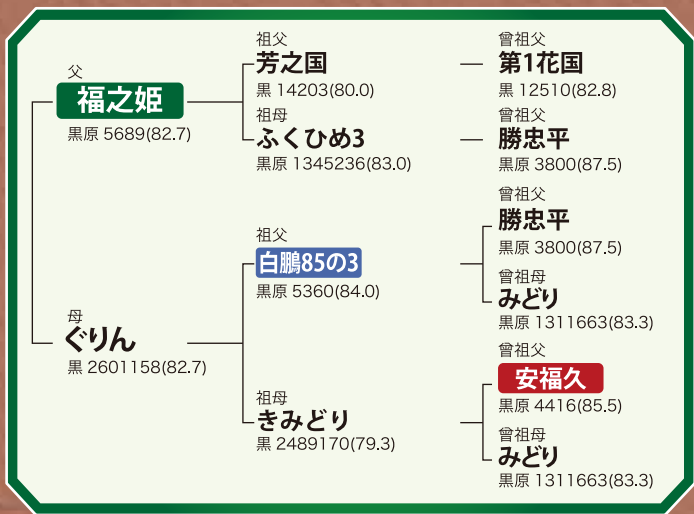 父
福之姫
黒原 5689(82.7)
祖父
芳之国
黒 14203(80.0)
曾祖父
第1花国
黒 12510(82.8)
祖母
ふくひめ3
黒原 1345236(83.0)
曾祖父
勝忠平
黒原 3800(87.5)
母
ぐりん
黒 2601158(82.7)
祖父
白鵬85の3
黒原 5360(84.0)
曾祖父
勝忠平
黒原 3800(87.5)
曾祖母
みどり
黒原 1311663(83.3)
祖母
きみどり
黒 2489170(79.3)
曾祖父
安福久
黒原 4416(85.5)
曾祖母
みどり
黒原 1311663(83.3)